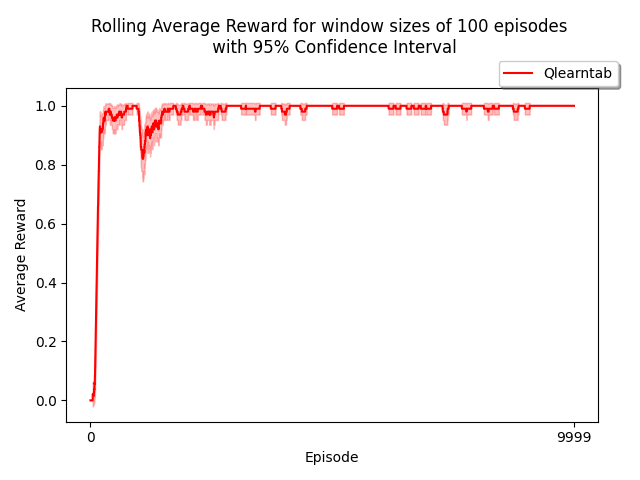 Rolling Average Reward for window sizes of 100 episodes
with 95% Confidence Interval
Qlearntab
1.0
0.8
0.6
0.4
0.2
0.0
Average Reward
0
9999
Episode